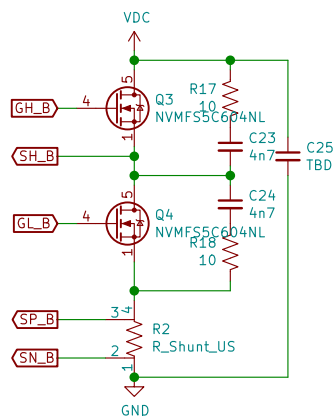 VDC
5
R17
10
Q3
NVMFS5C604NL
GH_B
4
1
C23
4n7
C25
TBD
SH_B
5
C24
4n7
Q4
NVMFS5C604NL
GL_B
4
R18
10
1
SP_B
3
4
R2
R_Shunt_US
SN_B
2
1
GND